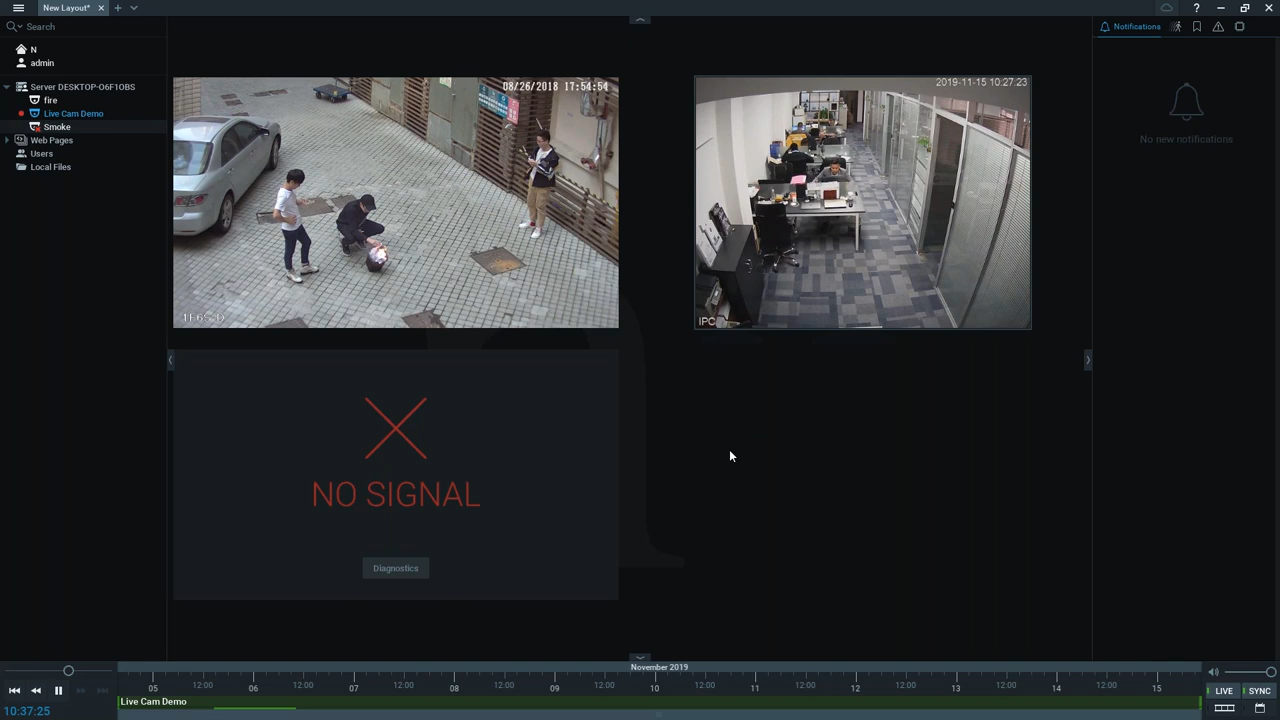 New Layout*
Search
Notifications
N
admin
Server DESKTOP-O6F1OBS
fire
Live Cam Demo
Smoke
Web Pages
Users
Local Files
08/26/2018 17:54:54
2019-11-15 10:27:23
IPC
No new notifications
NO SIGNAL
Diagnostics
November 2019
05 12:00 06 12:00 07 12:00 08 12:00 09 12:00 10 12:00 11 12:00 12 12:00 13 12:00 14 12:00 15
Live Cam Demo
10:37:25
LIVE SYNC